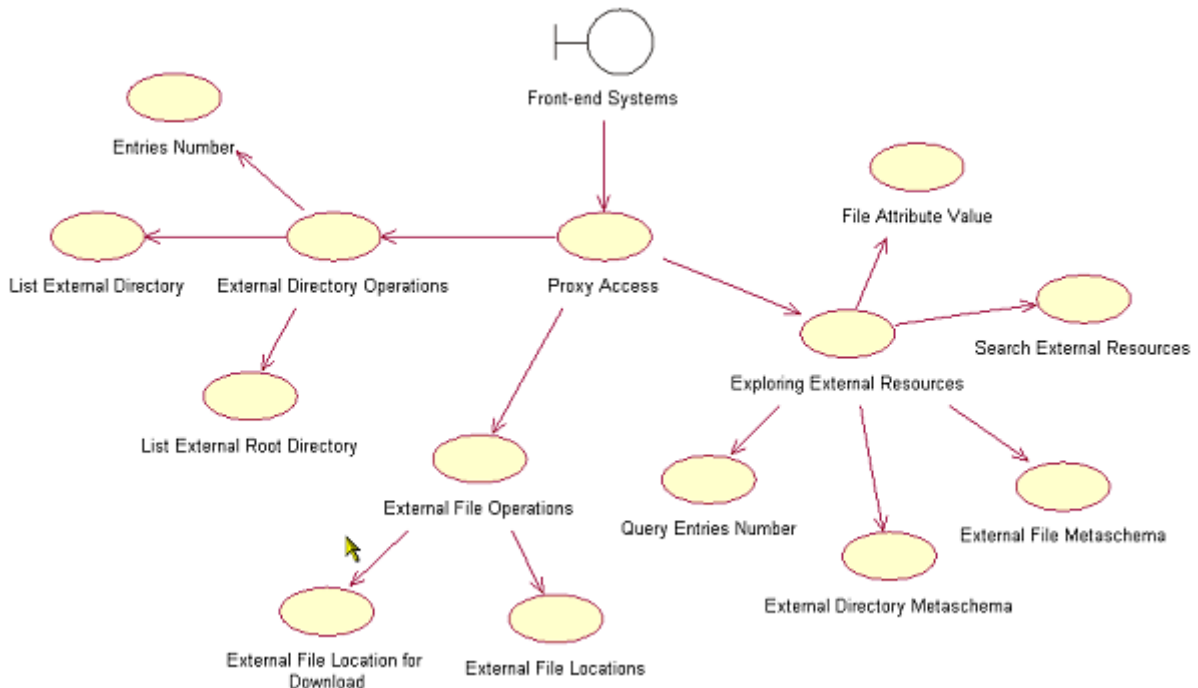 Front-end Systems
Entries Number
File Attribute Value
List External Directory
External Directory Operations
Proxy Access
Search External Resources
Exploring External Resources
List External Root Directory
External File Operations
Query Entries Number
External File Metaschema
External Directory Metaschema
External File Location for
Download
External File Locations